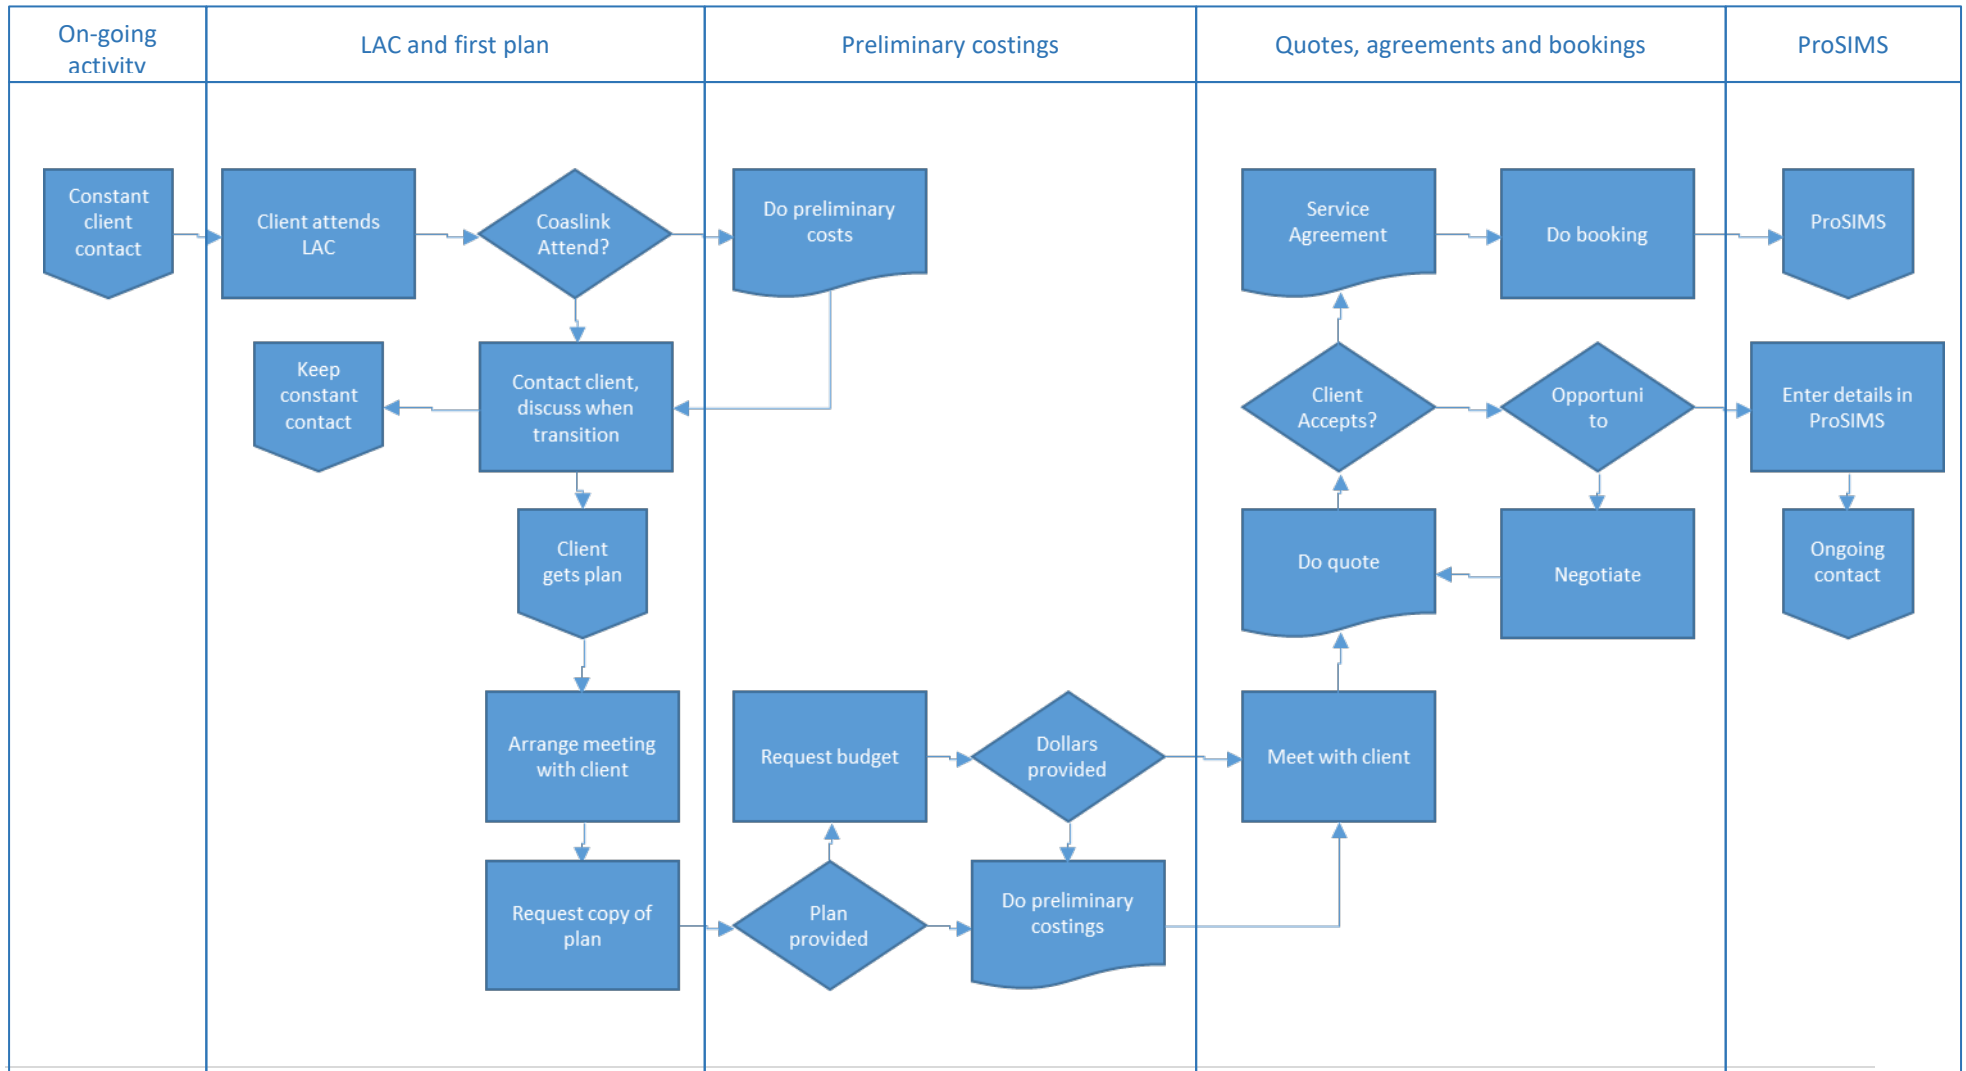 On-going
activity
LAC and first plan
Preliminary costings
Quotes, agreements and bookings
ProSIMS
Constant
client
contact
Client attends
LAC
Coaslink
Attend?
Do preliminary
costs
Service
Agreement
Do booking
ProSIMS
Keep
constant
contact
Contact client,
discuss when
transition
Client
Accepts?
Opportuni
to
Enter details in
ProSIMS
Client
gets plan
Do quote
Negotiate
Ongoing
contact
Arrange meeting
with client
Request budget
Dollars
provided
Meet with client
Request copy of
plan
Plan
provided
Do preliminary
costings